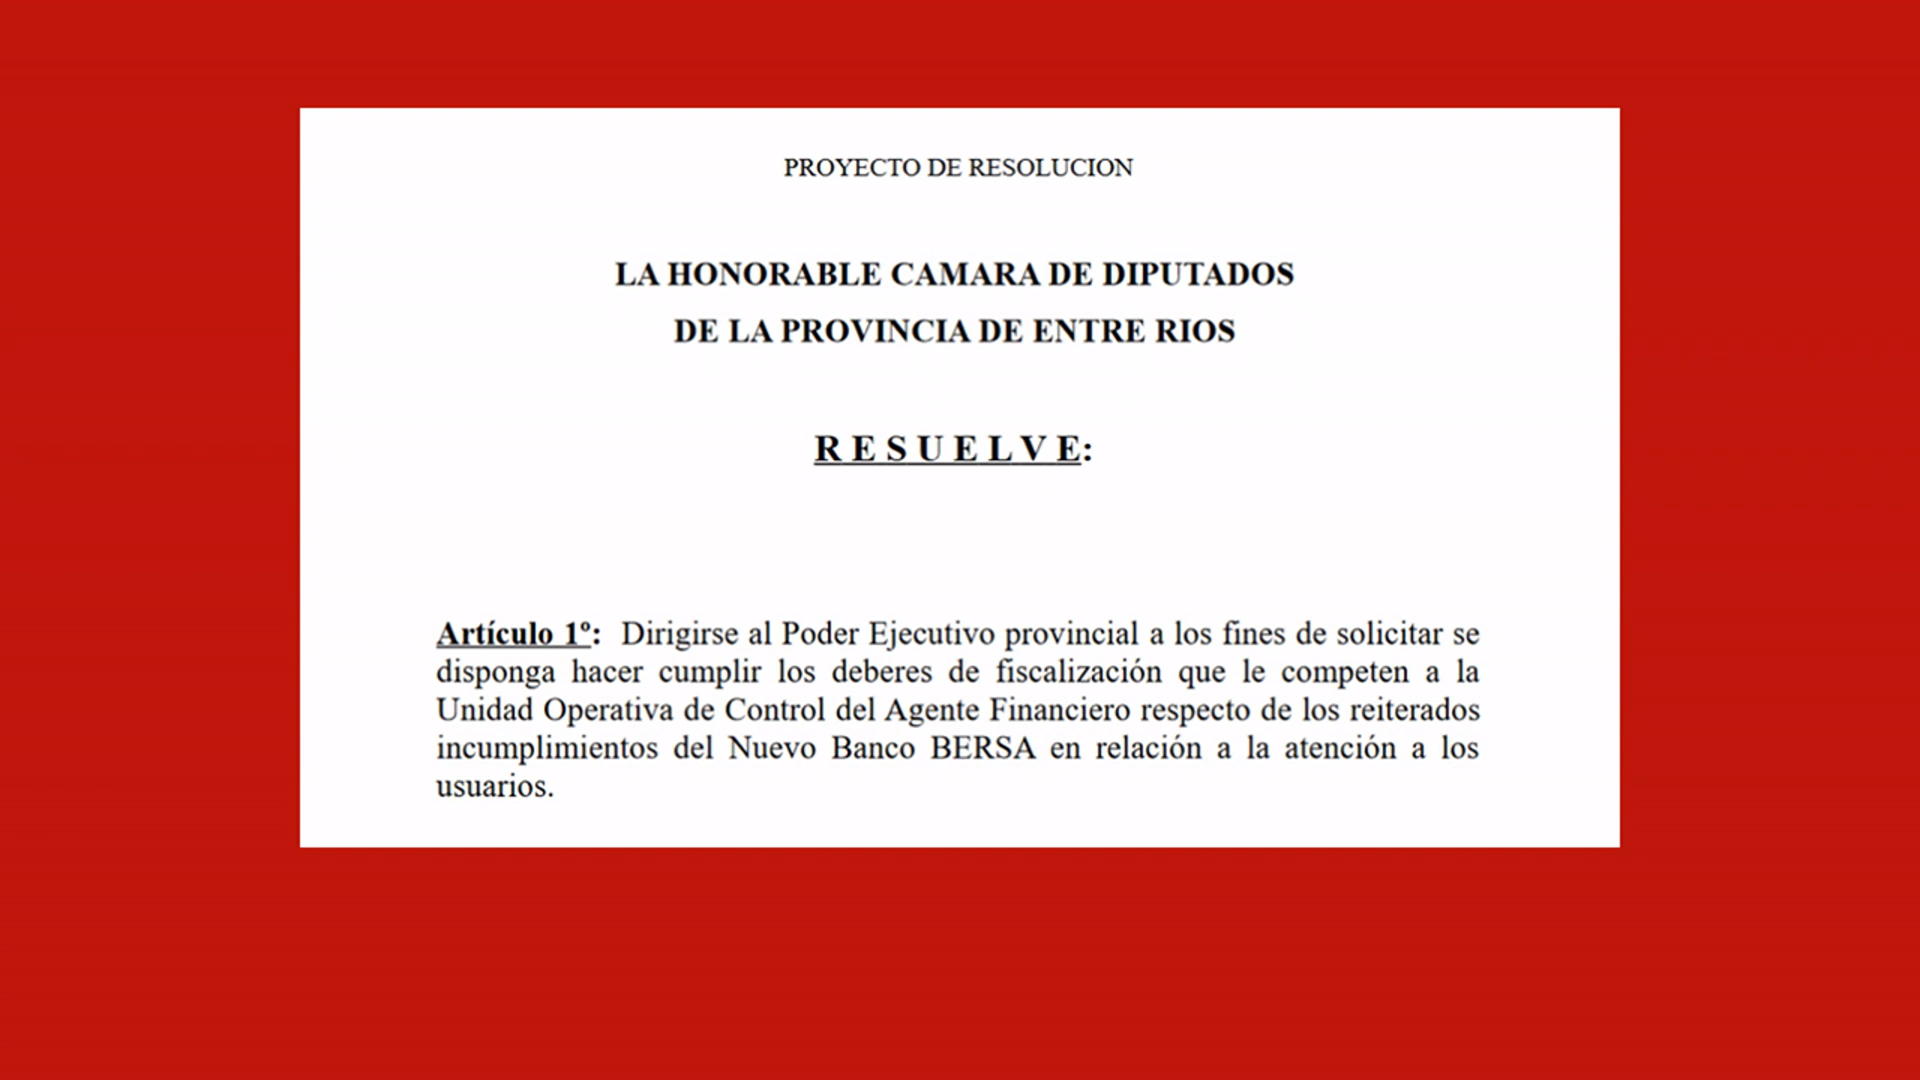 PROYECTO DE RESOLUCION
LA HONORABLE CAMARA DE DIPUTADOS
DE LA PROVINCIA DE ENTRE RIOS
R E S U E L V E:
Artículo 1º: Dirigirse al Poder Ejecutivo provincial a los fines de solicitar se
disponga hacer cumplir los deberes de fiscalización que le competen a la
Unidad Operativa de Control del Agente Financiero respecto de los reiterados
incumplimientos del Nuevo Banco BERSA en relación a la atención a los
usuarios.